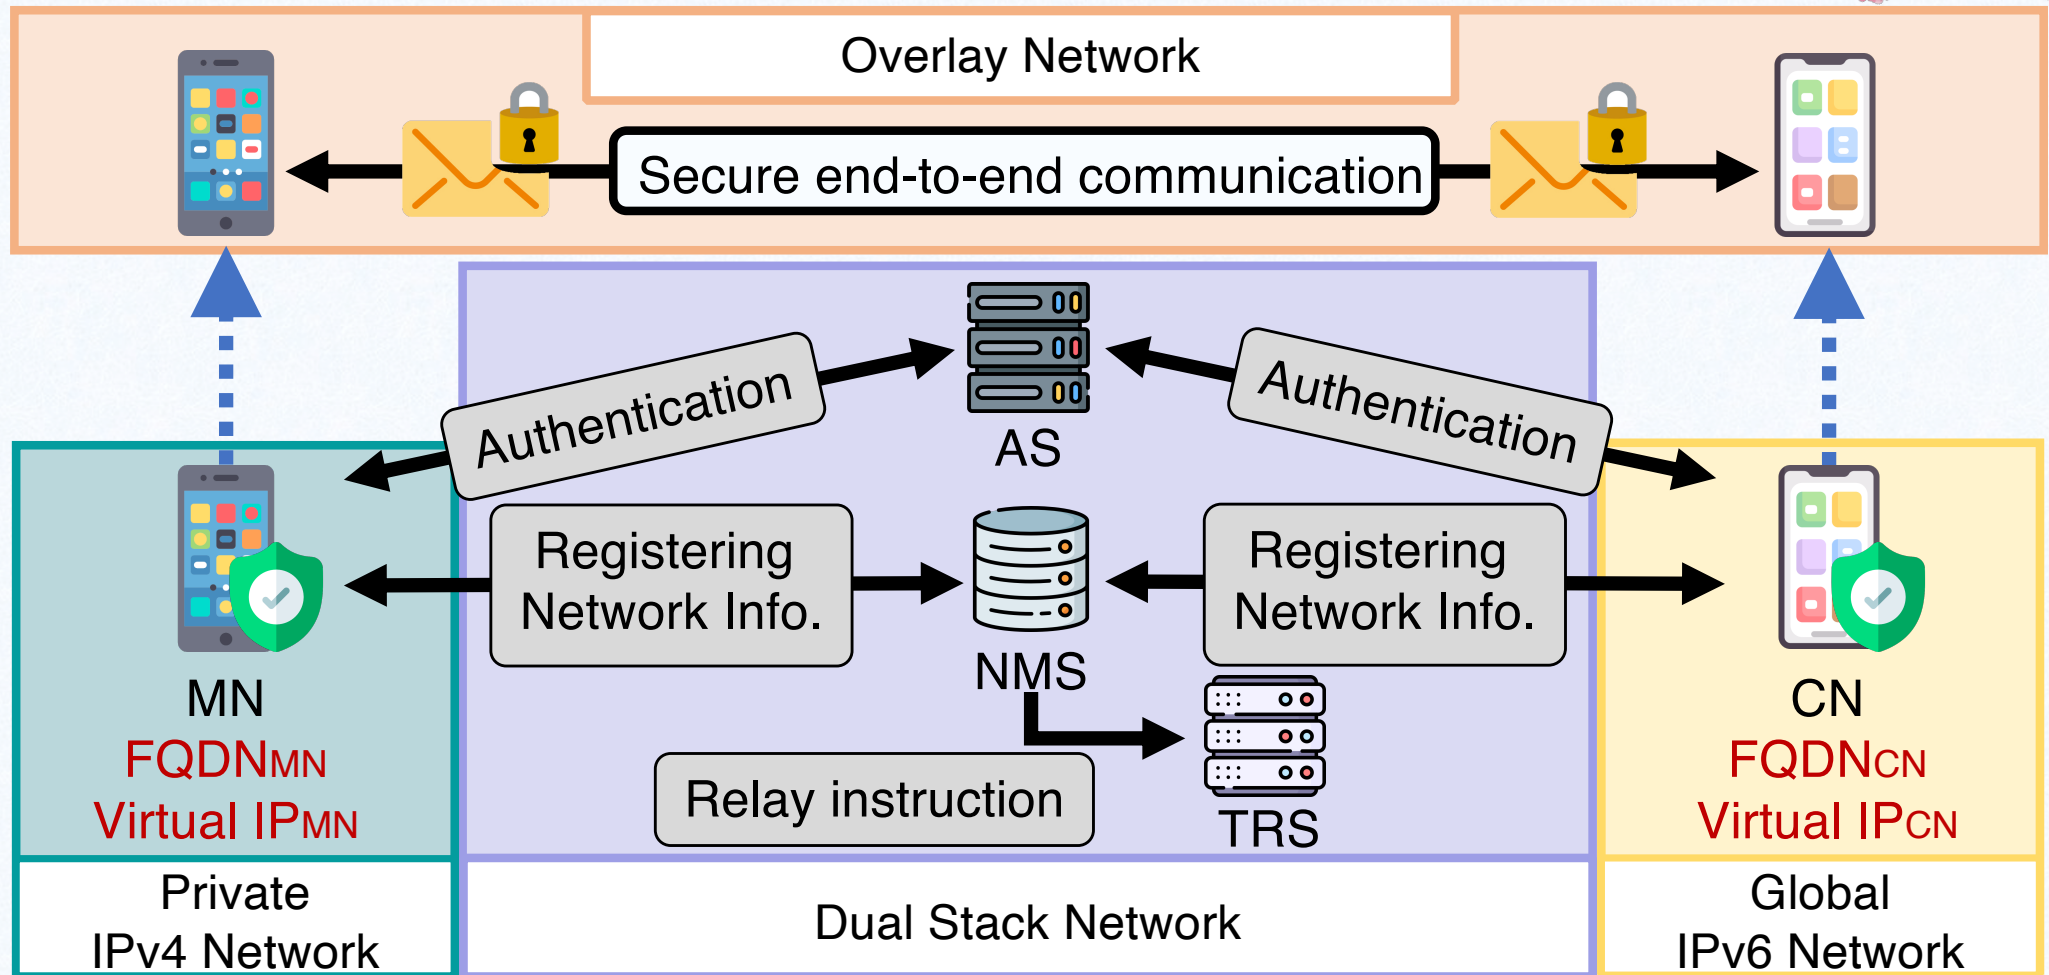 Overlay Network
Secure end-to-end communication
Authentication
Authentication
AS
Registering
Network Info.
Registering
Network Info.
NMS
MN
FQDNMN
Virtual IPMN
CN
FQDNCN
Virtual IPCN
Relay instruction
TRS
Private
IPv4 Network
Dual Stack Network
Global
IPv6 Network